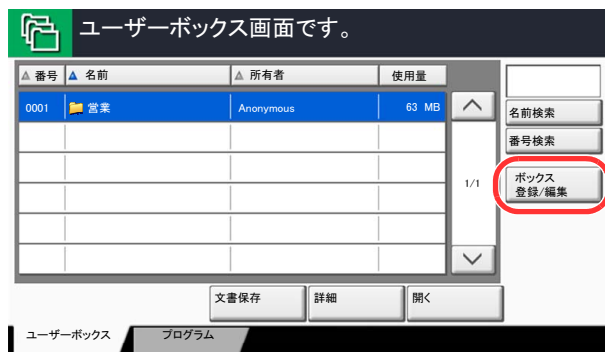 ユーザーボックス画面です。
番号 名前 所有者 使用量
0001 営業 Anonymous 63 MB
名前検索
番号検索
1/1
ボックス
登録/編集
文書保存 詳細 開く
ユーザーボックス プログラム